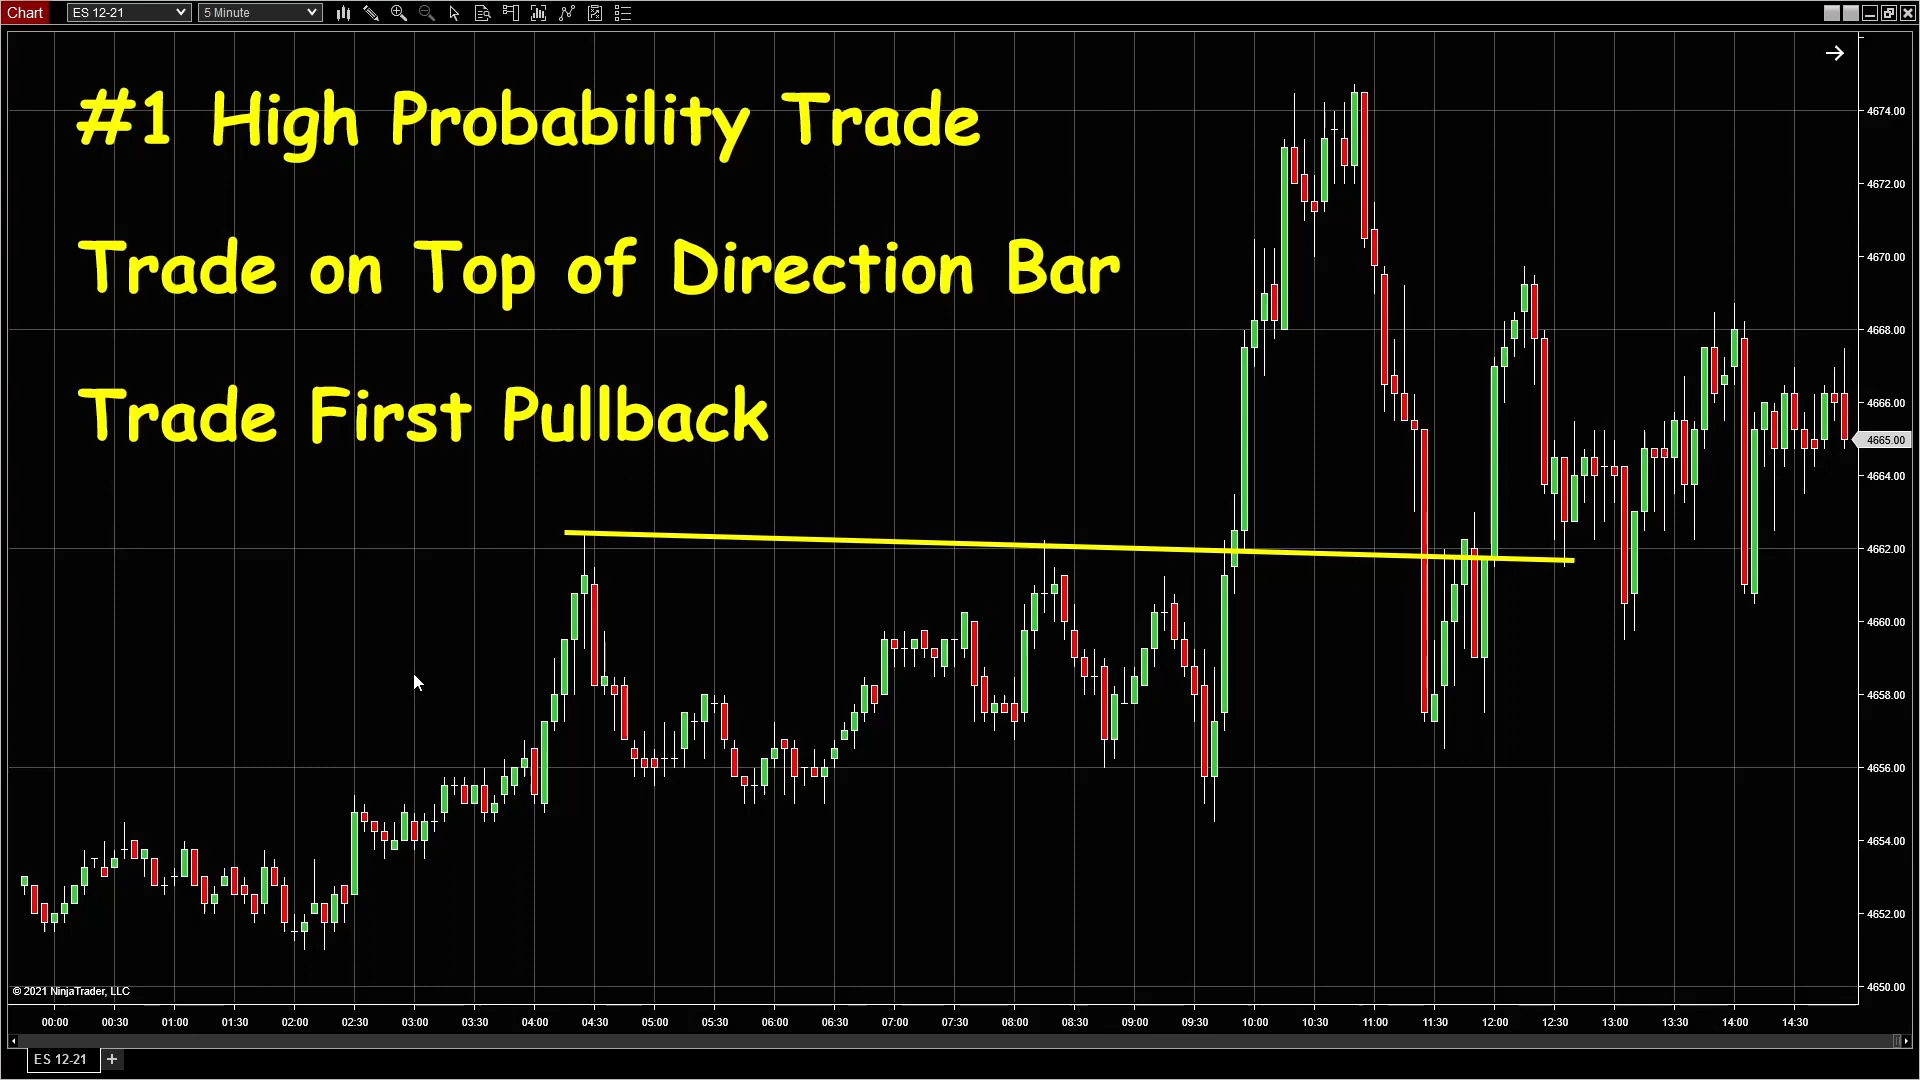 Chart ES 12-21 5 Minute
#1 High Probability Trade
Trade on Top of Direction Bar
Trade First Pullback
4674.00
4672.00
4670.00
4668.00
4666.00
4665.00
4664.00
4662.00
4660.00
4658.00
4656.00
4654.00
4652.00
4650.00
© 2021 NinjaTrader, LLC
00:00 00:30 01:00 01:30 02:00 02:30 03:00 03:30 04:00 04:30 05:00 05:30 06:00 06:30 07:00 07:30 08:00 08:30 09:00 09:30 10:00 10:30 11:00 11:30 12:00 12:30 13:00 13:30 14:00 14:30
ES 12-21 +